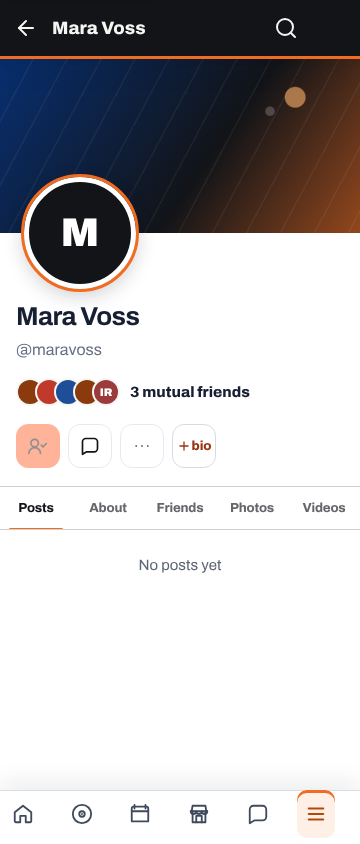 Mara Voss
M
Mara Voss
@maravoss
IR 3 mutual friends
+bio
Posts About Friends Photos Videos
No posts yet